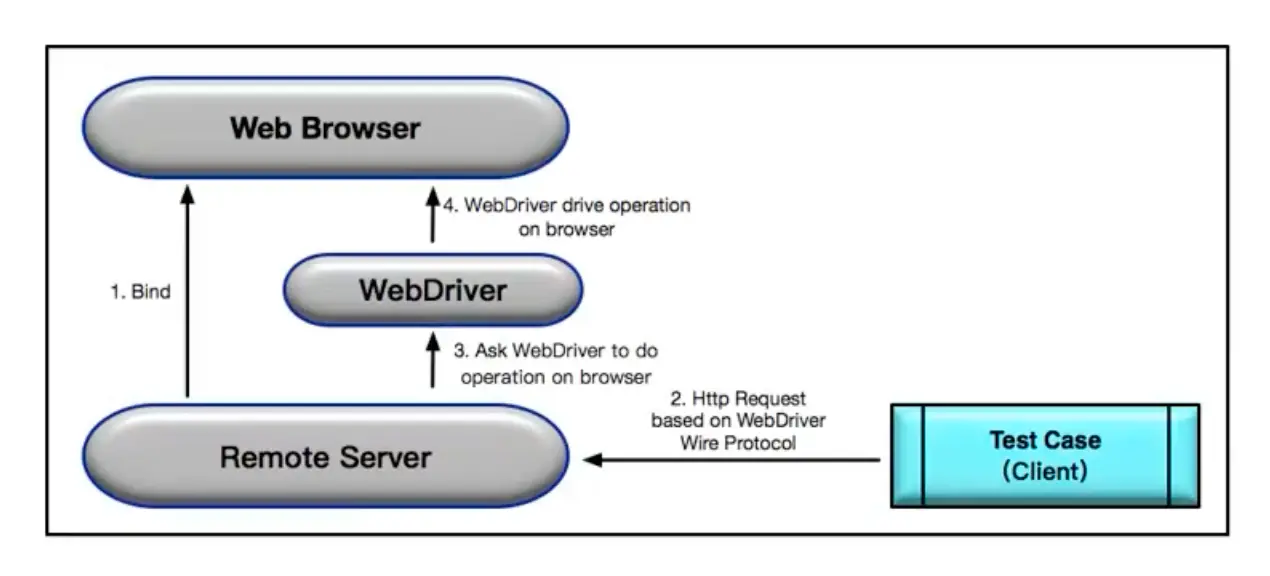 Web Browser
4. WebDriver drive operation
on browser
1. Bind
WebDriver
3. Ask WebDriver to do
operation on browser
2. Http Request
based on WebDriver
Wire Protocol
Remote Server
Test Case
(Client)